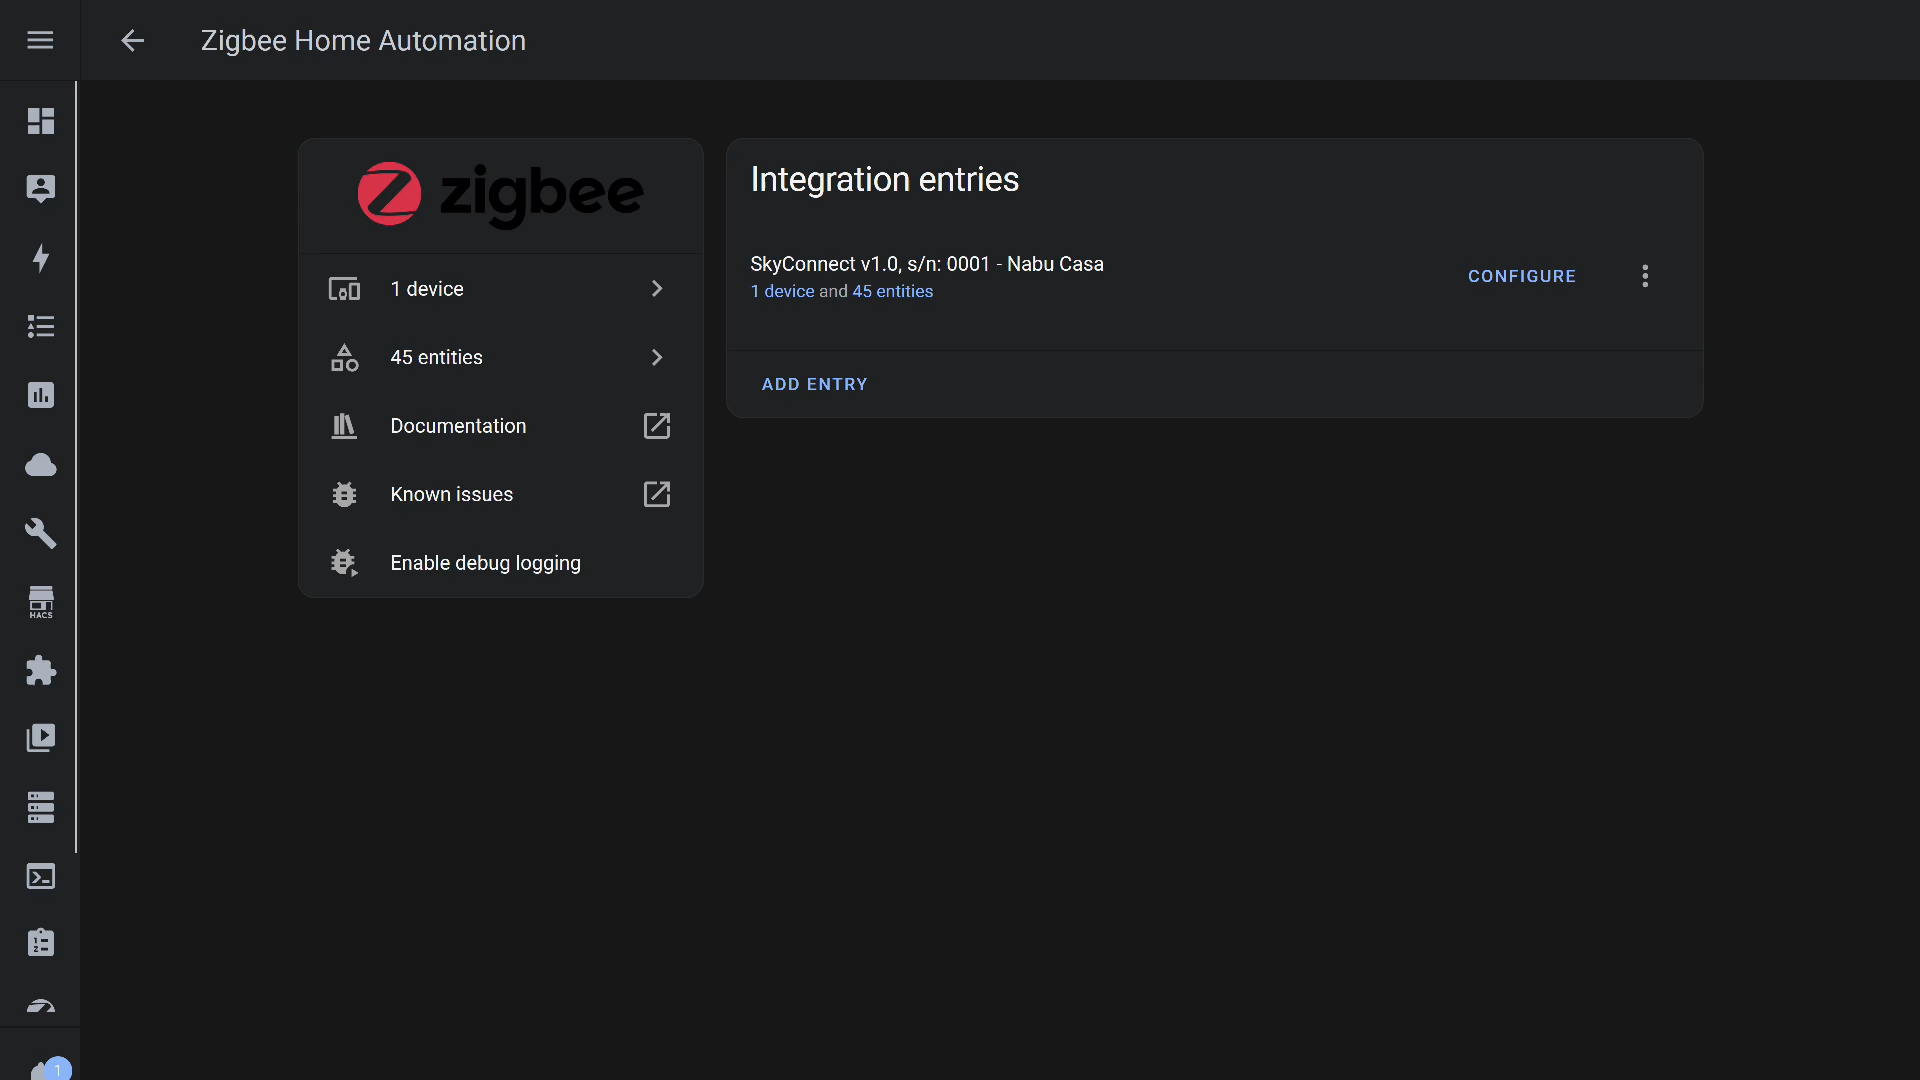 Zigbee Home Automation
zigbee
1 device
45 entities
Documentation
Known issues
Enable debug logging
Integration entries
SkyConnect v1.0, s/n: 0001 - Nabu Casa
1 device and 45 entities
CONFIGURE
ADD ENTRY
HACS
1